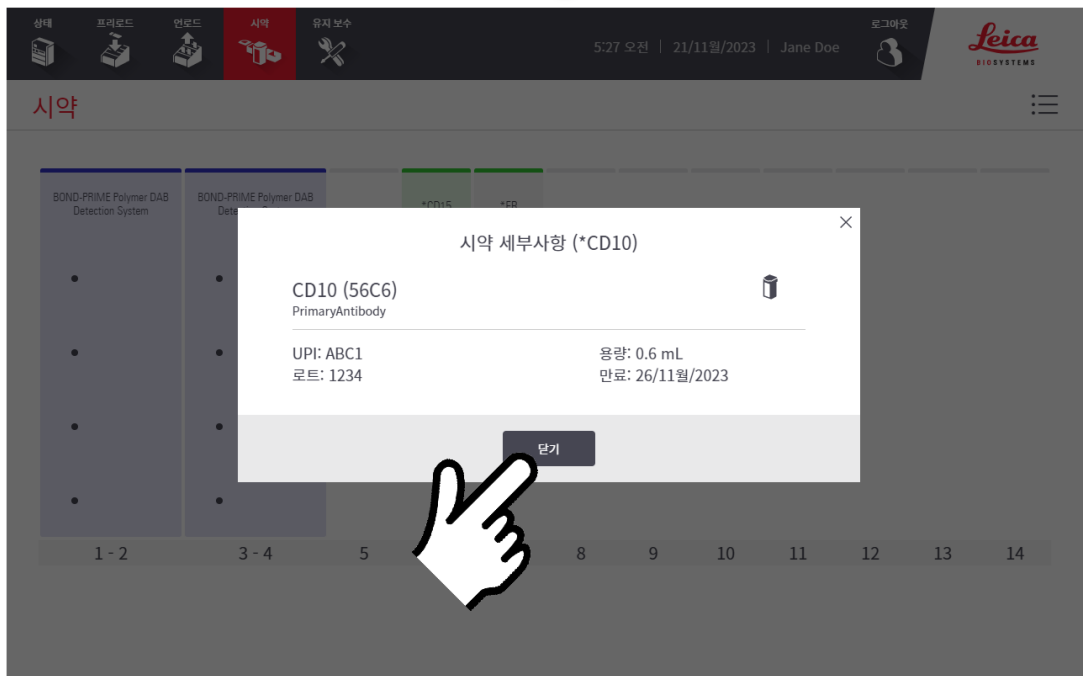 상태 프리로드 언로드 시약 유지 보수 로그아웃
5:27 오전 | 21/11월/2023 | Jane Doe
Leica
BIOSYSTEMS
시약
BOND-PRIME Polymer DAB
Detection System
BOND-PRIME Polymer DAB
*ER
시약 세부사항 (*CD10)
CD10 (56C6)
PrimaryAntibody
UPI: ABC1 용량: 0.6 mL
로트: 1234 만료: 26/11월/2023
닫기
1 - 2 3 - 4 5 8 9 10 11 12 13 14